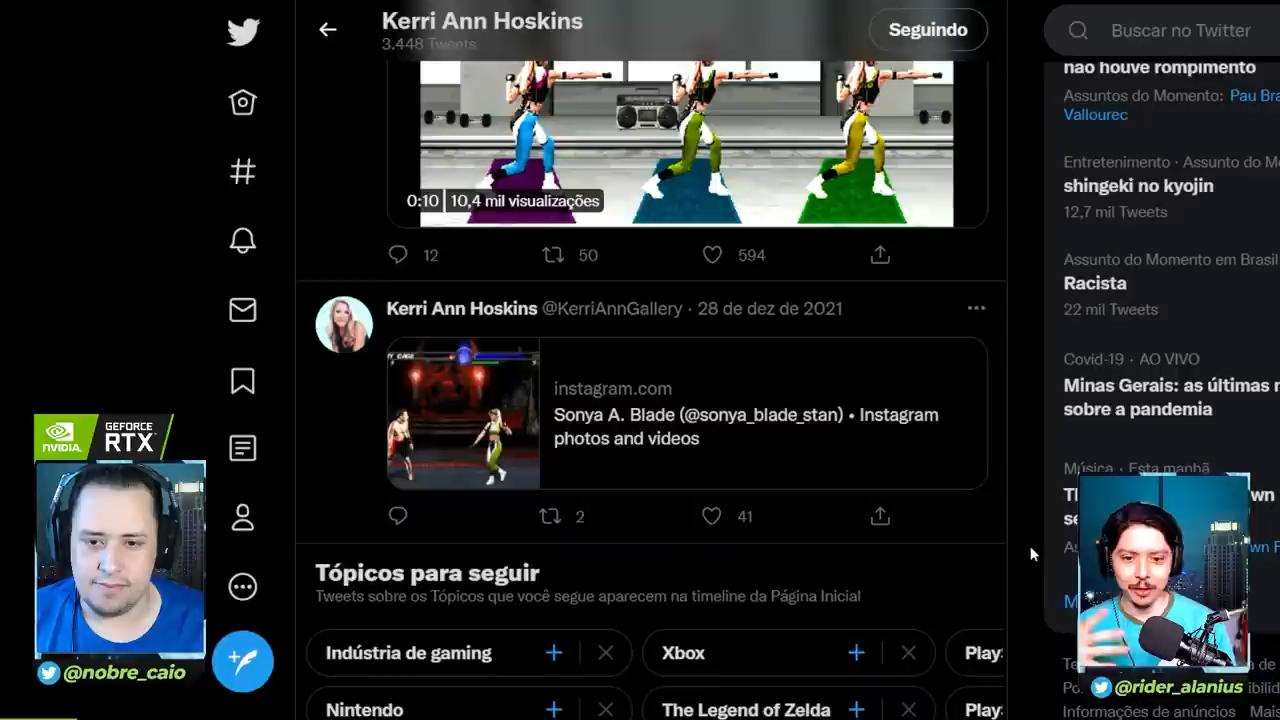 Kerri Ann Hoskins
3.448 Tweets
Seguindo
0:10 10,4 mil visualizações
12 50 594
Kerri Ann Hoskins @KerriAnnGallery · 28 de dez de 2021
instagram.com
Sonya A. Blade (@sonya_blade_stan) • Instagram
photos and videos
2 41
Tópicos para seguir
Tweets sobre os Tópicos que você segue aparecem na timeline da Página Inicial
Indústria de gaming
Xbox
Nintendo
The Legend of Zelda
Buscar no Twitter
não houve rompimento
Assuntos do Momento: Pau
Vallourec
Entretenimento · Assunto do
shingeki no kyojin
12,7 mil Tweets
Assunto do Momento em Brasil
Racista
22 mil Tweets
Covid-19 · AO VIVO
Minas Gerais: as últimas
sobre a pandemia
Música · Esta manhã
Informações de anúncios
NVIDIA
GEFORCE
RTX
@nobre_caio
@rider_alanius